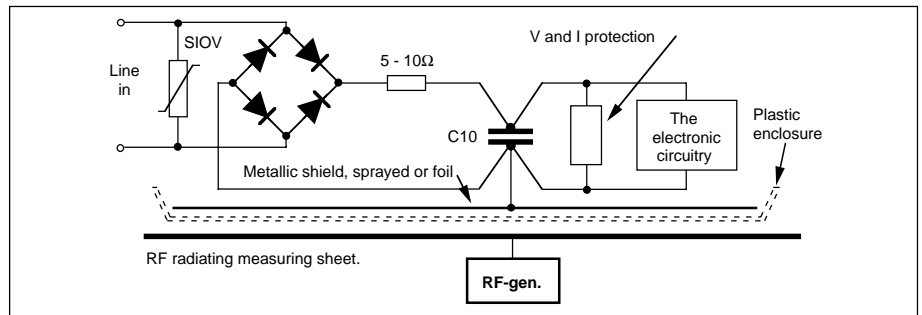 SIOV
Line
in
5 - 10Ω
V and I protection
C10
The
electronic
circuitry
Plastic
enclosure
Metallic shield, sprayed or foil
RF radiating measuring sheet.
RF-gen.